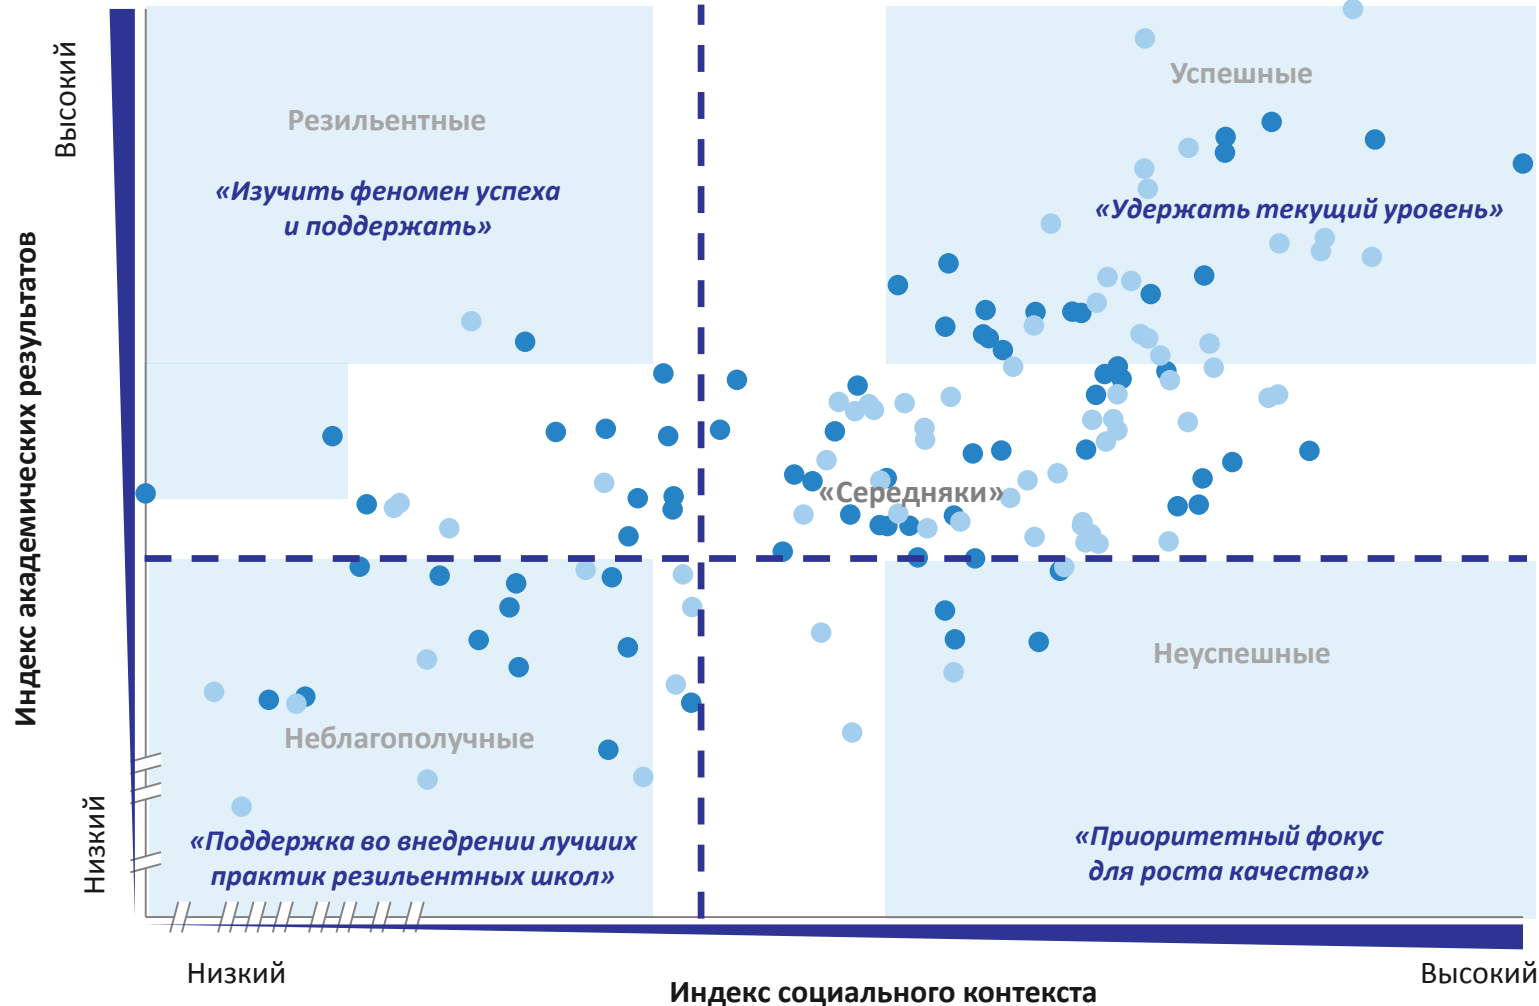 Высокий
Индекс академических результатов
Низкий
Резильентные
«Изучить феномен успеха
и поддержать»
Успешные
«Удержать текущий уровень»
«Середняки»
Неблагополучные
«Поддержка во внедрении лучших
практик резильентных школ»
Неуспешные
«Приоритетный фокус
для роста качества»
Низкий
Индекс социального контекста
Высокий